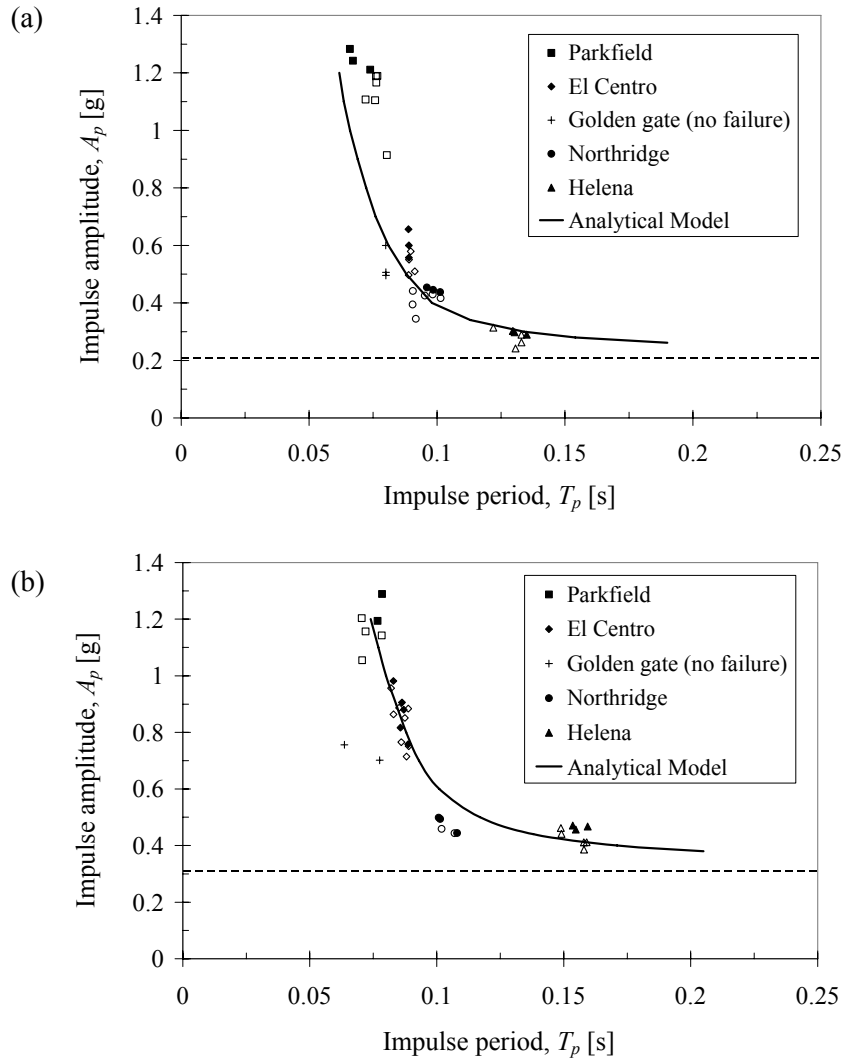 (a)
1.4
1.2
1
0.8
0.6
0.4
0.2
0
Impulse amplitude, Ap [g]
Parkfield
El Centro
Golden gate (no failure)
Northridge
Helena
Analytical Model
0 0.05 0.1 0.15 0.2 0.25
Impulse period, Tp [s]
(b)
1.4
1.2
1
0.8
0.6
0.4
0.2
0
Impulse amplitude, Ap [g]
Parkfield
El Centro
Golden gate (no failure)
Northridge
Helena
Analytical Model
0 0.05 0.1 0.15 0.2 0.25
Impulse period, Tp [s]